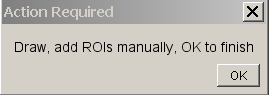 Action Required
Draw, add ROIs manually, OK to finish
OK